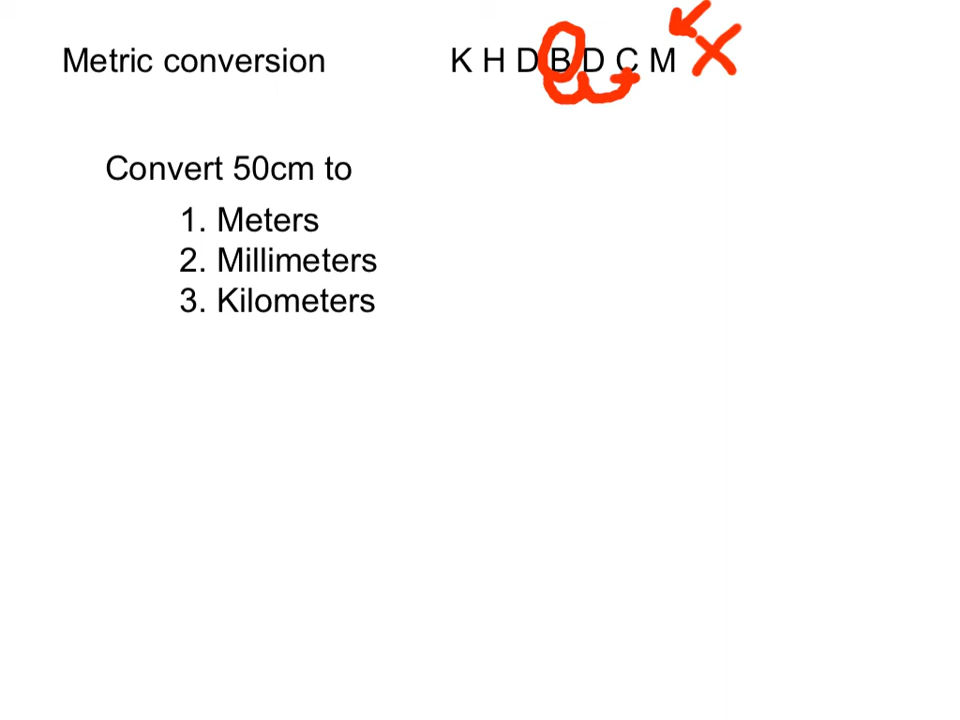 Metric conversion K H D B D C M X
Convert 50cm to
1. Meters
2. Millimeters
3. Kilometers